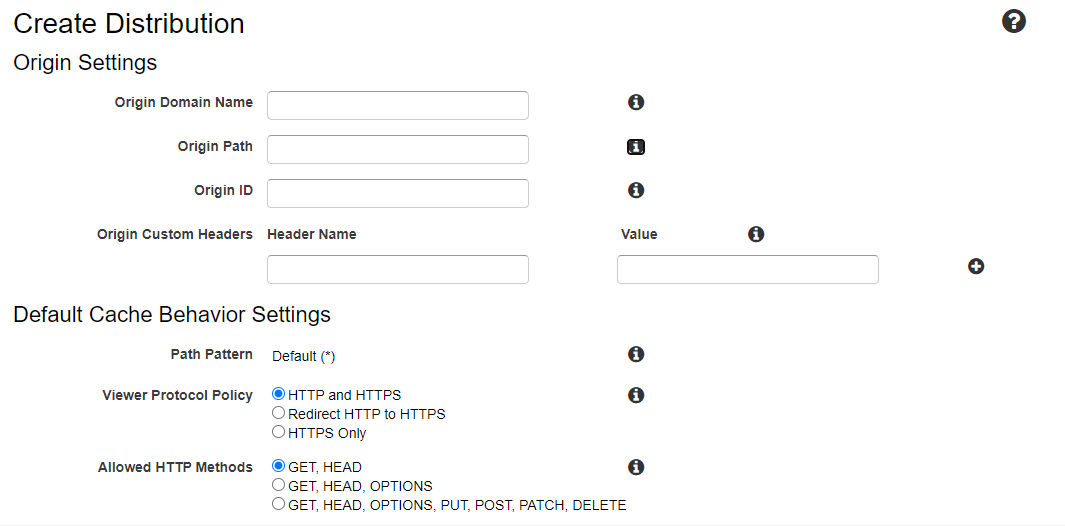 Create Distribution
Origin Settings
Origin Domain Name
Origin Path
Origin ID
Origin Custom Headers Header Name Value
Default Cache Behavior Settings
Path Pattern Default (*)
Viewer Protocol Policy HTTP and HTTPS
Redirect HTTP to HTTPS
HTTPS Only
Allowed HTTP Methods GET, HEAD
GET, HEAD, OPTIONS
GET, HEAD, OPTIONS, PUT, POST, PATCH, DELETE